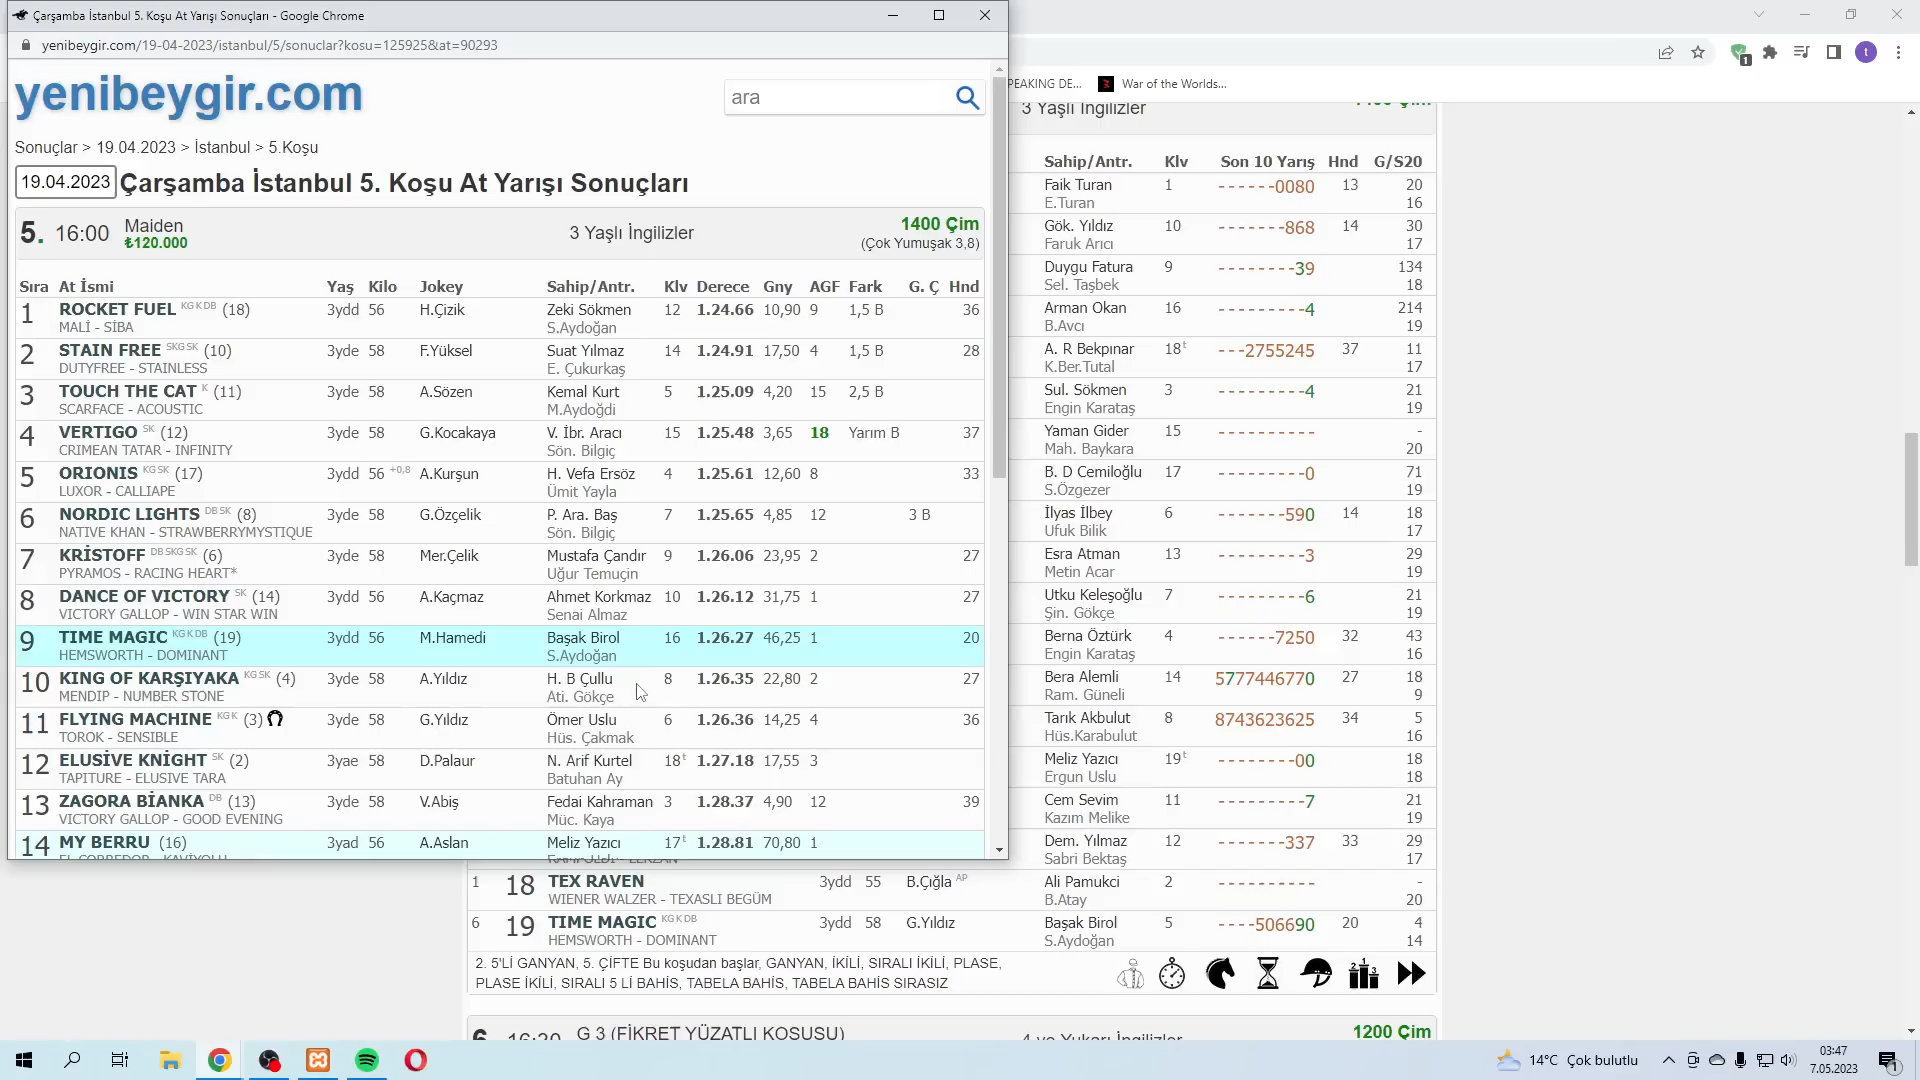 Çarşamba İstanbul 5. Koşu At Yarışı Sonuçları - Google Chrome
yenibeygir.com/19-04-2023/istanbul/5/sonuclar?kosu=125925&at=90293
yenibeygir.com
ara
Sonuçlar > 19.04.2023 > İstanbul > 5.Koşu
19.04.2023 Çarşamba İstanbul 5. Koşu At Yarışı Sonuçları
5. 16:00 Maiden 3 Yaşlı İngilizler 1400 Çim
₺120.000 (Çok Yumuşak 3,8)
Sıra At İsmi Yaş Kilo Jokey Sahip/Antr. Klv Derece Gny AGF Fark G. Ç Hnd
1 ROCKET FUEL KG K DB (18) 3ydd 56 H.Çizik Zeki Sökmen 12 1.24.66 10,90 9 1,5 B 36
MALİ - SİBA S.Aydoğan
2 STAIN FREE SKG SK (10) 3yde 58 F.Yüksel Suat Yılmaz 14 1.24.91 17,50 4 1,5 B 28
DUTYFREE - STAINLESS E. Çukurkaş
3 TOUCH THE CAT K (11) 3yde 58 A.Sözen Kemal Kurt 5 1.25.09 4,20 15 2,5 B
SCARFACE - ACOUSTIC M.Aydoğdi
4 VERTIGO SK (12) 3yde 58 G.Kocakaya V. İbr. Aracı 15 1.25.48 3,65 18 Yarım B 37
CRIMEAN TATAR - INFINITY Sön. Bilgiç
5 ORIONIS KG SK (17) 3ydd 56 +0,8 A.Kurşun H. Vefa Ersöz 4 1.25.61 12,60 8 33
LUXOR - CALLIAPE Ümit Yayla
6 NORDIC LIGHTS DB SK (8) 3yde 58 G.Özçelik P. Ara. Baş 7 1.25.65 4,85 12 3 B
NATIVE KHAN - STRAWBERRYMYSTIQUE Sön. Bilgiç
7 KRİSTOFF DB SKG SK (6) 3yde 58 Mer.Çelik Mustafa Çandır 9 1.26.06 23,95 2 27
PYRAMOS - RACING HEART* Uğur Temuçin
8 DANCE OF VICTORY SK (14) 3ydd 56 A.Kaçmaz Ahmet Korkmaz 10 1.26.12 31,75 1 27
VICTORY GALLOP - WIN STAR WIN Senai Almaz
9 TIME MAGIC KG K DB (19) 3ydd 56 M.Hamedi Başak Birol 16 1.26.27 46,25 1 20
HEMSWORTH - DOMINANT S.Aydoğan
10 KING OF KARŞIYAKA KG SK (4) 3yde 58 A.Yıldız H. B Çullu 8 1.26.35 22,80 2 27
MENDIP - NUMBER STONE Ati. Gökçe
11 FLYING MACHINE KG K (3) 3yde 58 G.Yıldız Ömer Uslu 6 1.26.36 14,25 4 36
TOROK - SENSIBLE Hüs. Çakmak
12 ELUSİVE KNİGHT SK (2) 3yae 58 D.Palaur N. Arif Kurtel 18 t 1.27.18 17,55 3
TAPITURE - ELUSIVE TARA Batuhan Ay
13 ZAGORA BİANKA DB (13) 3yde 58 V.Abiş Fedai Kahraman 3 1.28.37 4,90 12 39
VICTORY GALLOP - GOOD EVENING Müc. Kaya
14 MY BERRU (16) 3yad 56 A.Aslan Meliz Yazıcı 17 t 1.28.81 70,80 1
PEAKING DE... War of the Worlds...
3 Yaşlı İngilizler
Sahip/Antr. Klv Son 10 Yarış Hnd G/S20
Faik Turan 1 ------0080 13 20
E.Turan 16
Gök. Yıldız 10 -------868 14 30
Faruk Arıcı 17
Duygu Fatura 9 --------39 134
Sel. Taşbek 18
Arman Okan 16 ---------4 214
B.Avcı 19
A. R Bekpınar 18 t ---2755245 37 11
K.Ber.Tutal 17
Sul. Sökmen 3 ---------4 21
Engin Karataş 19
Yaman Gider 15 ---------- -
Mah. Baykara 20
B. D Cemiloğlu 17 ---------0 71
S.Özgezer 19
İlyas İlbey 6 -------590 14 18
Ufuk Bilik 17
Esra Atman 13 ---------3 29
Metin Acar 19
Utku Keleşoğlu 7 ---------6 21
Şin. Gökçe 19
Berna Öztürk 4 ------7250 32 43
Engin Karataş 16
Bera Alemli 14 5777446770 27 18
Ram. Güneli 9
Tarık Akbulut 8 8743623625 34 5
Hüs.Karabulut 16
Meliz Yazıcı 19 t --------00 18
Ergun Uslu 18
Cem Sevim 11 ---------7 21
Kazım Melike 19
Dem. Yılmaz 12 -------337 33 29
Sabri Bektaş 17
1 18 TEX RAVEN 3ydd 55 B.Çığla AP Ali Pamukci 2 ---------- -
WIENER WALZER - TEXASLI BEGÜM B.Atay 20
6 19 TIME MAGIC KG K DB 3ydd 58 G.Yıldız Başak Birol 5 ----506690 20 4
HEMSWORTH - DOMINANT S.Aydoğan 14
2. 5'Lİ GANYAN, 5. ÇİFTE Bu koşudan başlar, GANYAN, İKİLİ, SIRALI İKİLİ, PLASE,
PLASE İKİLİ, SIRALI 5 Lİ BAHİS, TABELA BAHİS, TABELA BAHİS SIRASIZ
6. 16:30 G 3 (FİKRET YÜZATLI KOŞUSU) 4 ve Yukarı İngilizler 1200 Çim
14°C Çok bulutlu
03:47
7.05.2023